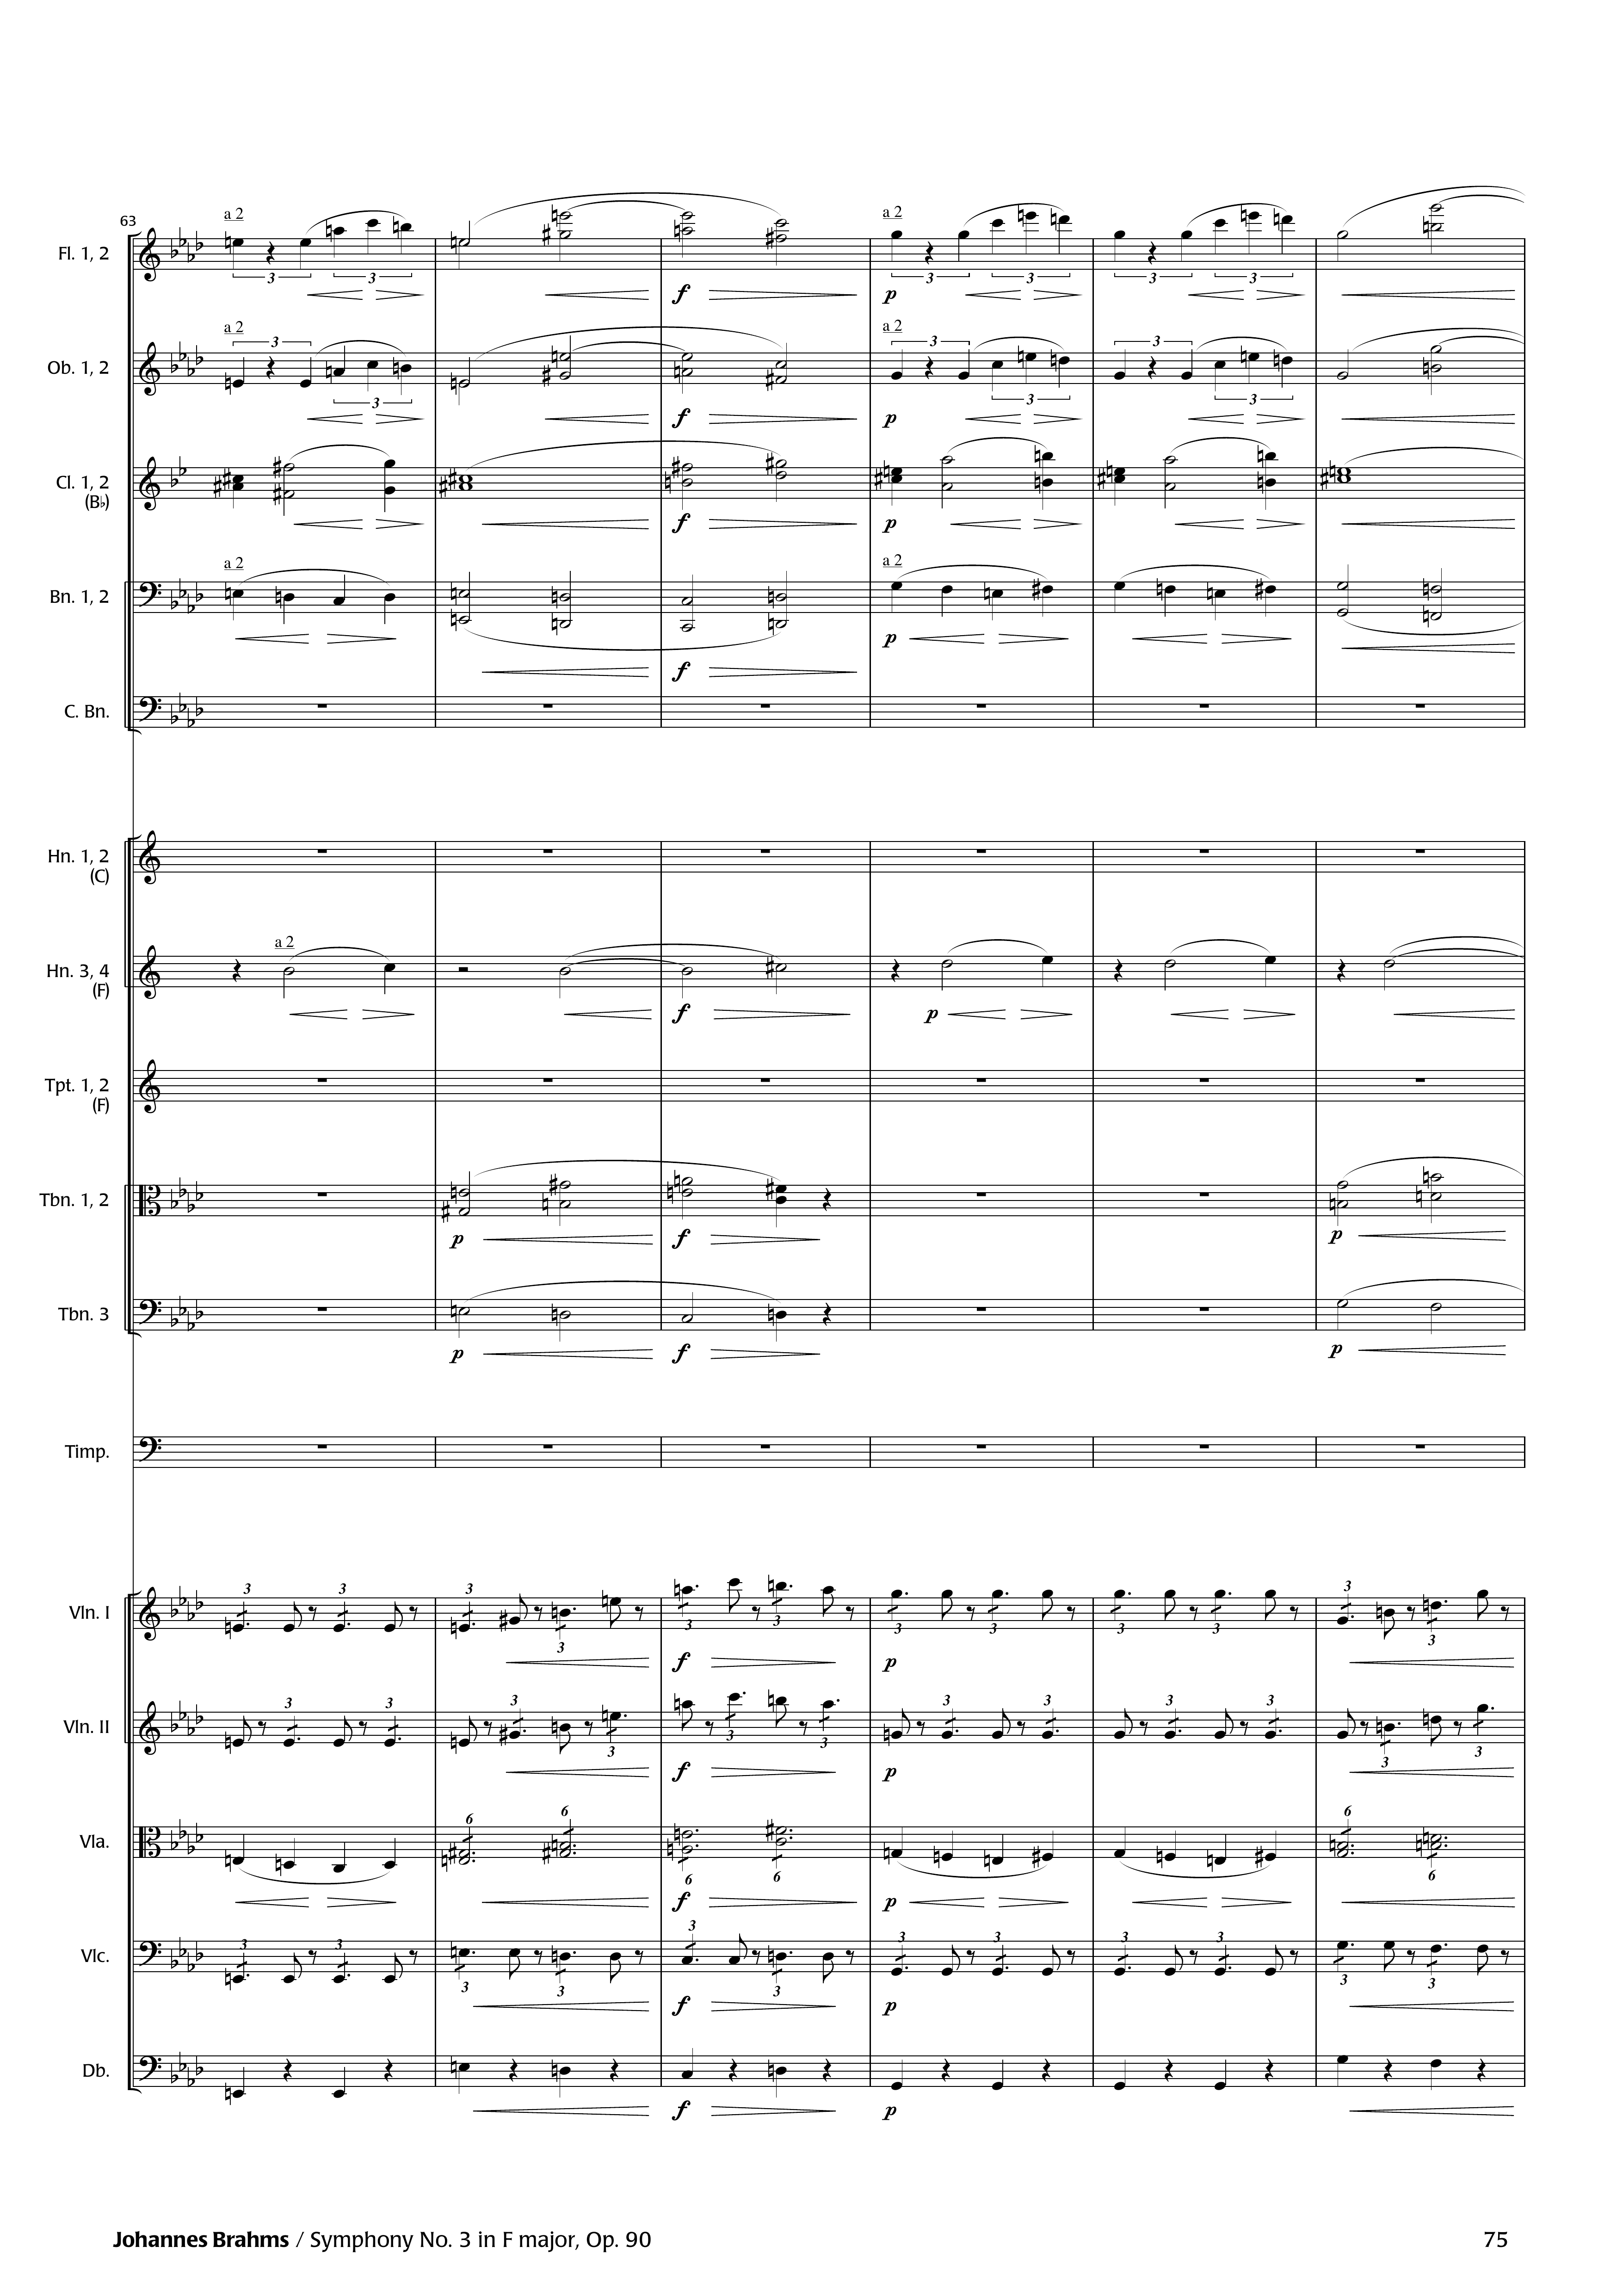 63
a 2
a 2
Fl. 1, 2
3
3
3
3
3
3
f
p
a 2
a 2
Ob. 1, 2
3
3
3
3
3
3
f
p
Cl. 1, 2
(B♭)
f
p
a 2
a 2
Bn. 1, 2
p
f
C. Bn.
Hn. 1, 2
(C)
a 2
Hn. 3, 4
(F)
f
p
Tpt. 1, 2
(F)
Tbn. 1, 2
p
f
p
Tbn. 3
p
f
p
Timp.
Vln. I
3
3
3
3
3
3
3
3
3
3
3
3
f
p
Vln. II
3
3
3
3
3
3
3
3
3
3
3
3
f
p
Vla.
6
6
6
6
6
6
f
p
Vlc.
3
3
3
3
3
3
3
3
3
3
3
3
f
p
Db.
f
p
Johannes Brahms / Symphony No. 3 in F major, Op. 90
75